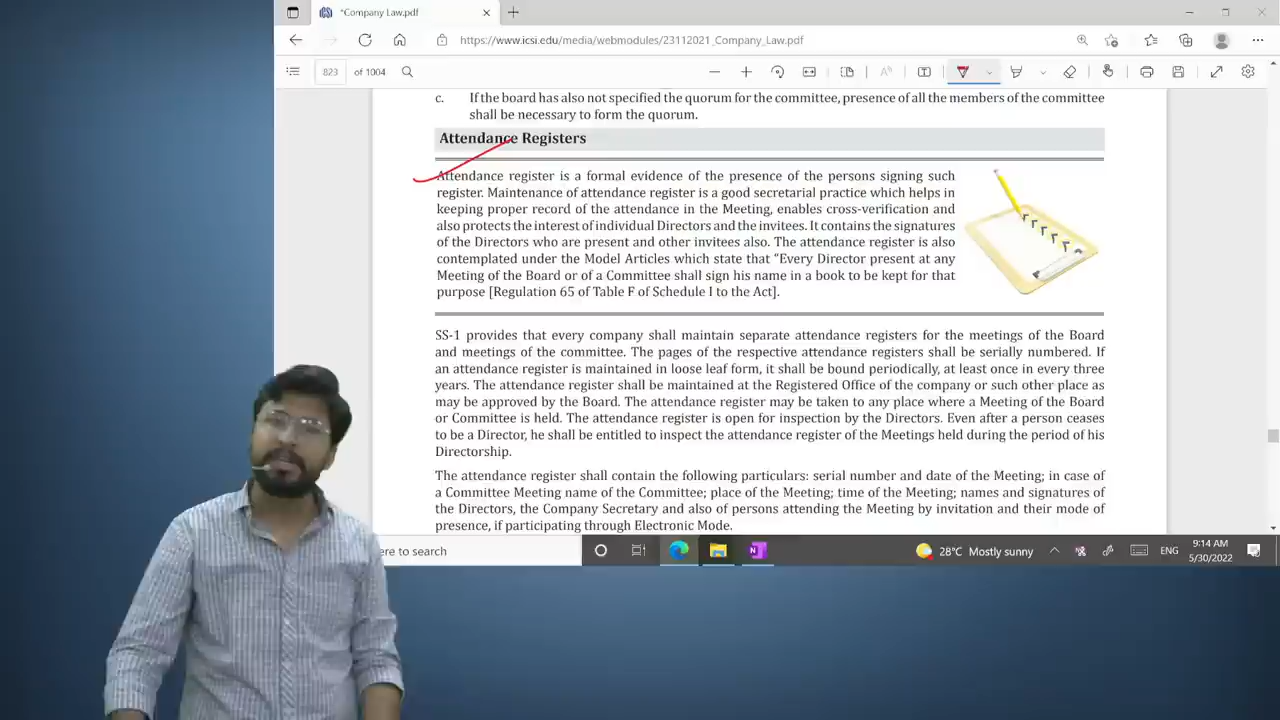 *Company Law.pdf
https://www.icsi.edu/media/webmodules/23112021_Company_Law.pdf
823 of 1004
c. If the board has also not specified the quorum for the committee, presence of all the members of the committee
shall be necessary to form the quorum.
Attendance Registers
Attendance register is a formal evidence of the presence of the persons signing such
register. Maintenance of attendance register is a good secretarial practice which helps in
keeping proper record of the attendance in the Meeting, enables cross-verification and
also protects the interest of individual Directors and the invitees. It contains the signatures
of the Directors who are present and other invitees also. The attendance register is also
contemplated under the Model Articles which state that “Every Director present at any
Meeting of the Board or of a Committee shall sign his name in a book to be kept for that
purpose [Regulation 65 of Table F of Schedule I to the Act].
SS-1 provides that every company shall maintain separate attendance registers for the meetings of the Board
and meetings of the committee. The pages of the respective attendance registers shall be serially numbered. If
an attendance register is maintained in loose leaf form, it shall be bound periodically, at least once in every three
years. The attendance register shall be maintained at the Registered Office of the company or such other place as
may be approved by the Board. The attendance register may be taken to any place where a Meeting of the Board
or Committee is held. The attendance register is open for inspection by the Directors. Even after a person ceases
to be a Director, he shall be entitled to inspect the attendance register of the Meetings held during the period of his
Directorship.
The attendance register shall contain the following particulars: serial number and date of the Meeting; in case of
a Committee Meeting name of the Committee; place of the Meeting; time of the Meeting; names and signatures of
the Directors, the Company Secretary and also of persons attending the Meeting by invitation and their mode of
presence, if participating through Electronic Mode.
ere to search
28°C Mostly sunny
ENG
9:14 AM
5/30/2022